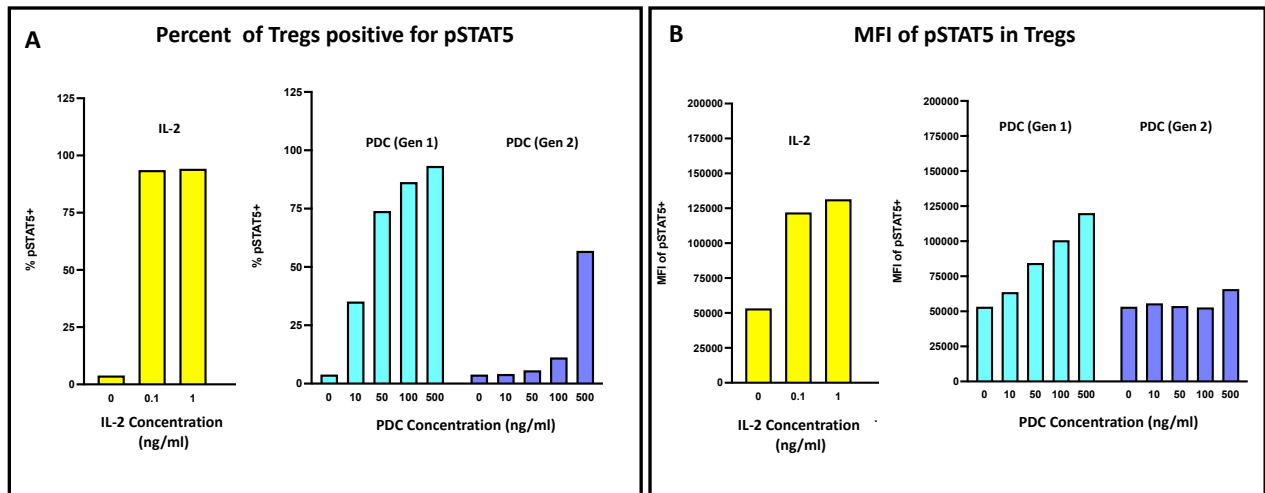 A
Percent of Tregs positive for pSTAT5
% pSTAT5+
125
100
75
50
25
0
IL-2
0 0.1 1
IL-2 Concentration
(ng/ml)
% pSTAT5+
125
100
75
50
25
0
PDC (Gen 1)
PDC (Gen 2)
0 10 50 100 500 0 10 50 100 500
PDC Concentration (ng/ml)
B
MFI of pSTAT5 in Tregs
MFI of pSTAT5+
200000
175000
150000
125000
100000
75000
50000
25000
0
IL-2
0 0.1 1
IL-2 Concentration
(ng/ml)
MFI of pSTAT5+
200000
175000
150000
125000
100000
75000
50000
25000
0
PDC (Gen 1)
PDC (Gen 2)
0 10 50 100 500 0 10 50 100 500
PDC Concentration (ng/ml)